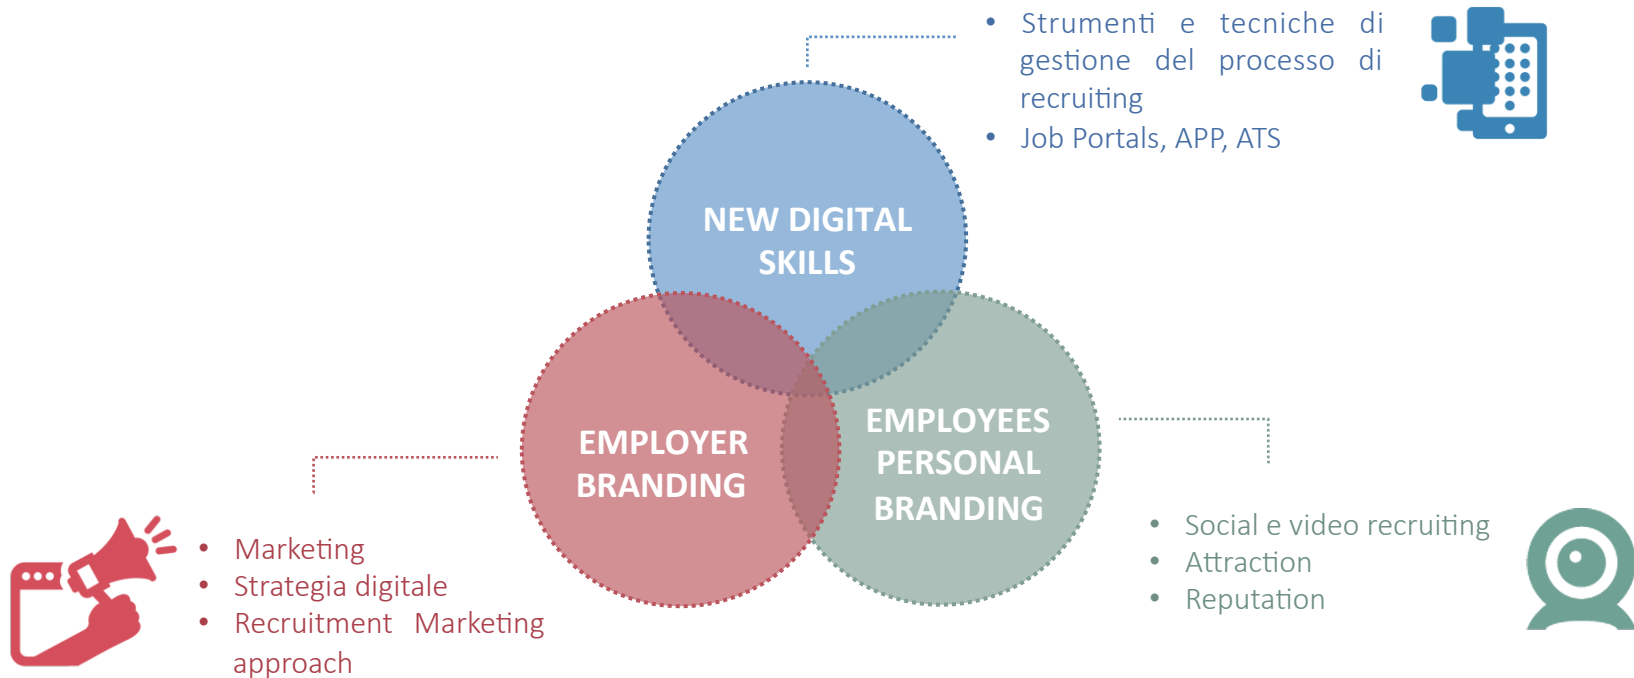 • Strumenti e tecniche di
gestione del processo di
recruiting
• Job Portals, APP, ATS
NEW DIGITAL
SKILLS
EMPLOYER
BRANDING
EMPLOYEES
PERSONAL
BRANDING
• Marketing
• Strategia digitale
• Recruitment Marketing
approach
• Social e video recruiting
• Attraction
• Reputation